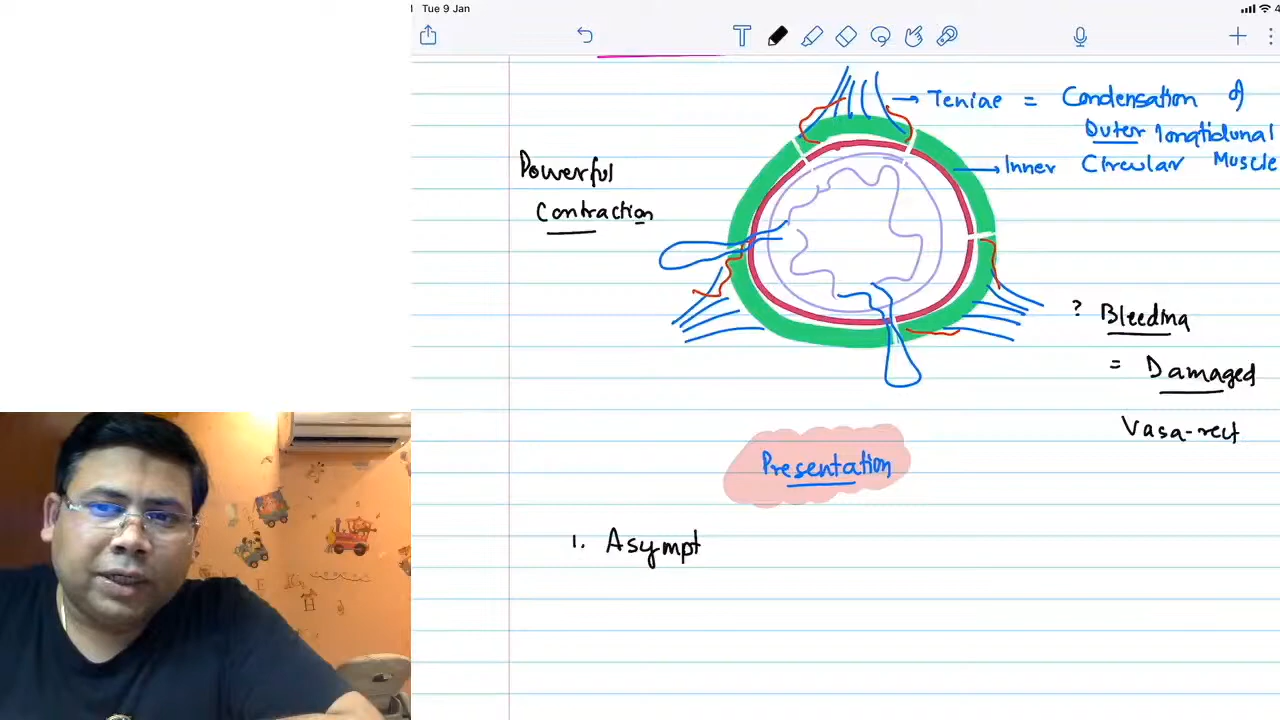 Tue 9 Jan
T
Teniae = Condensation of
Outer longtidunal
Inner Circular Muscle
Powerful
Contraction
? Bleeding
= Damaged
Vasa-rect
Presentation
1. Asympt
H